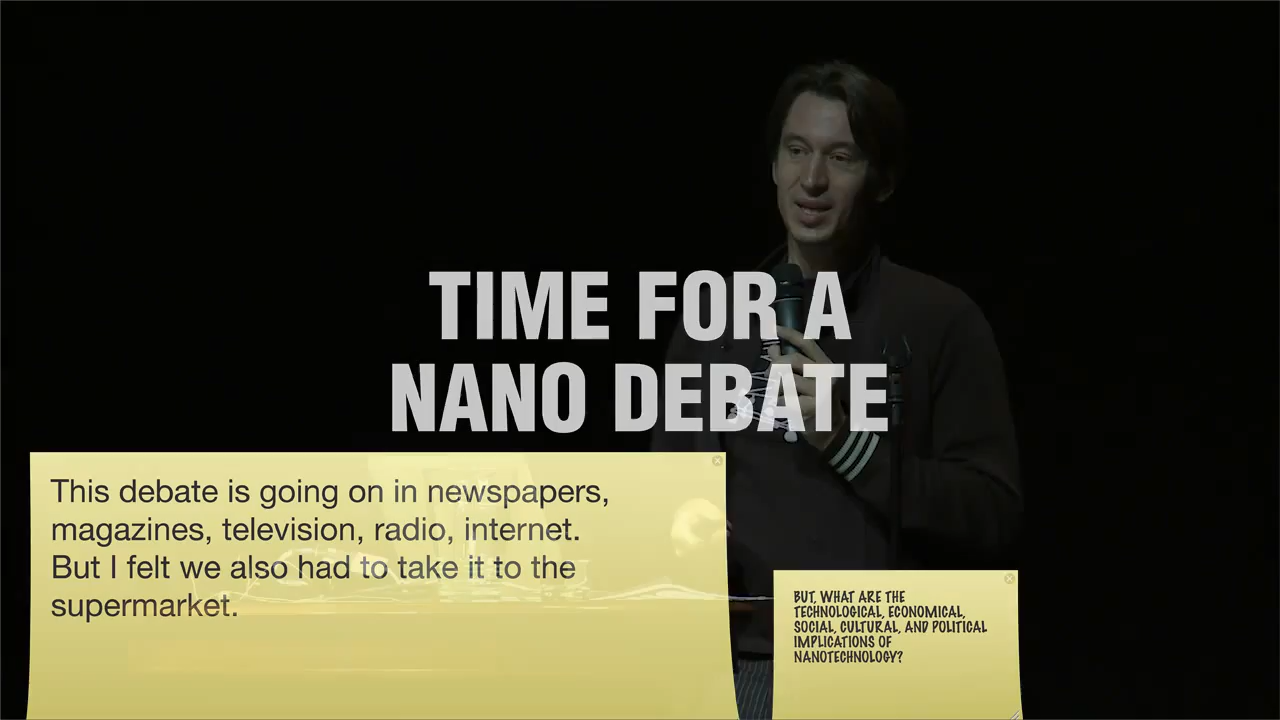 TIME FOR A
NANO DEBATE
This debate is going on in newspapers,
magazines, television, radio, internet.
But I felt we also had to take it to the
supermarket.
BUT, WHAT ARE THE
TECHNOLOGICAL, ECONOMICAL,
SOCIAL, CULTURAL, AND POLITICAL
IMPLICATIONS OF
NANOTECHNOLOGY?